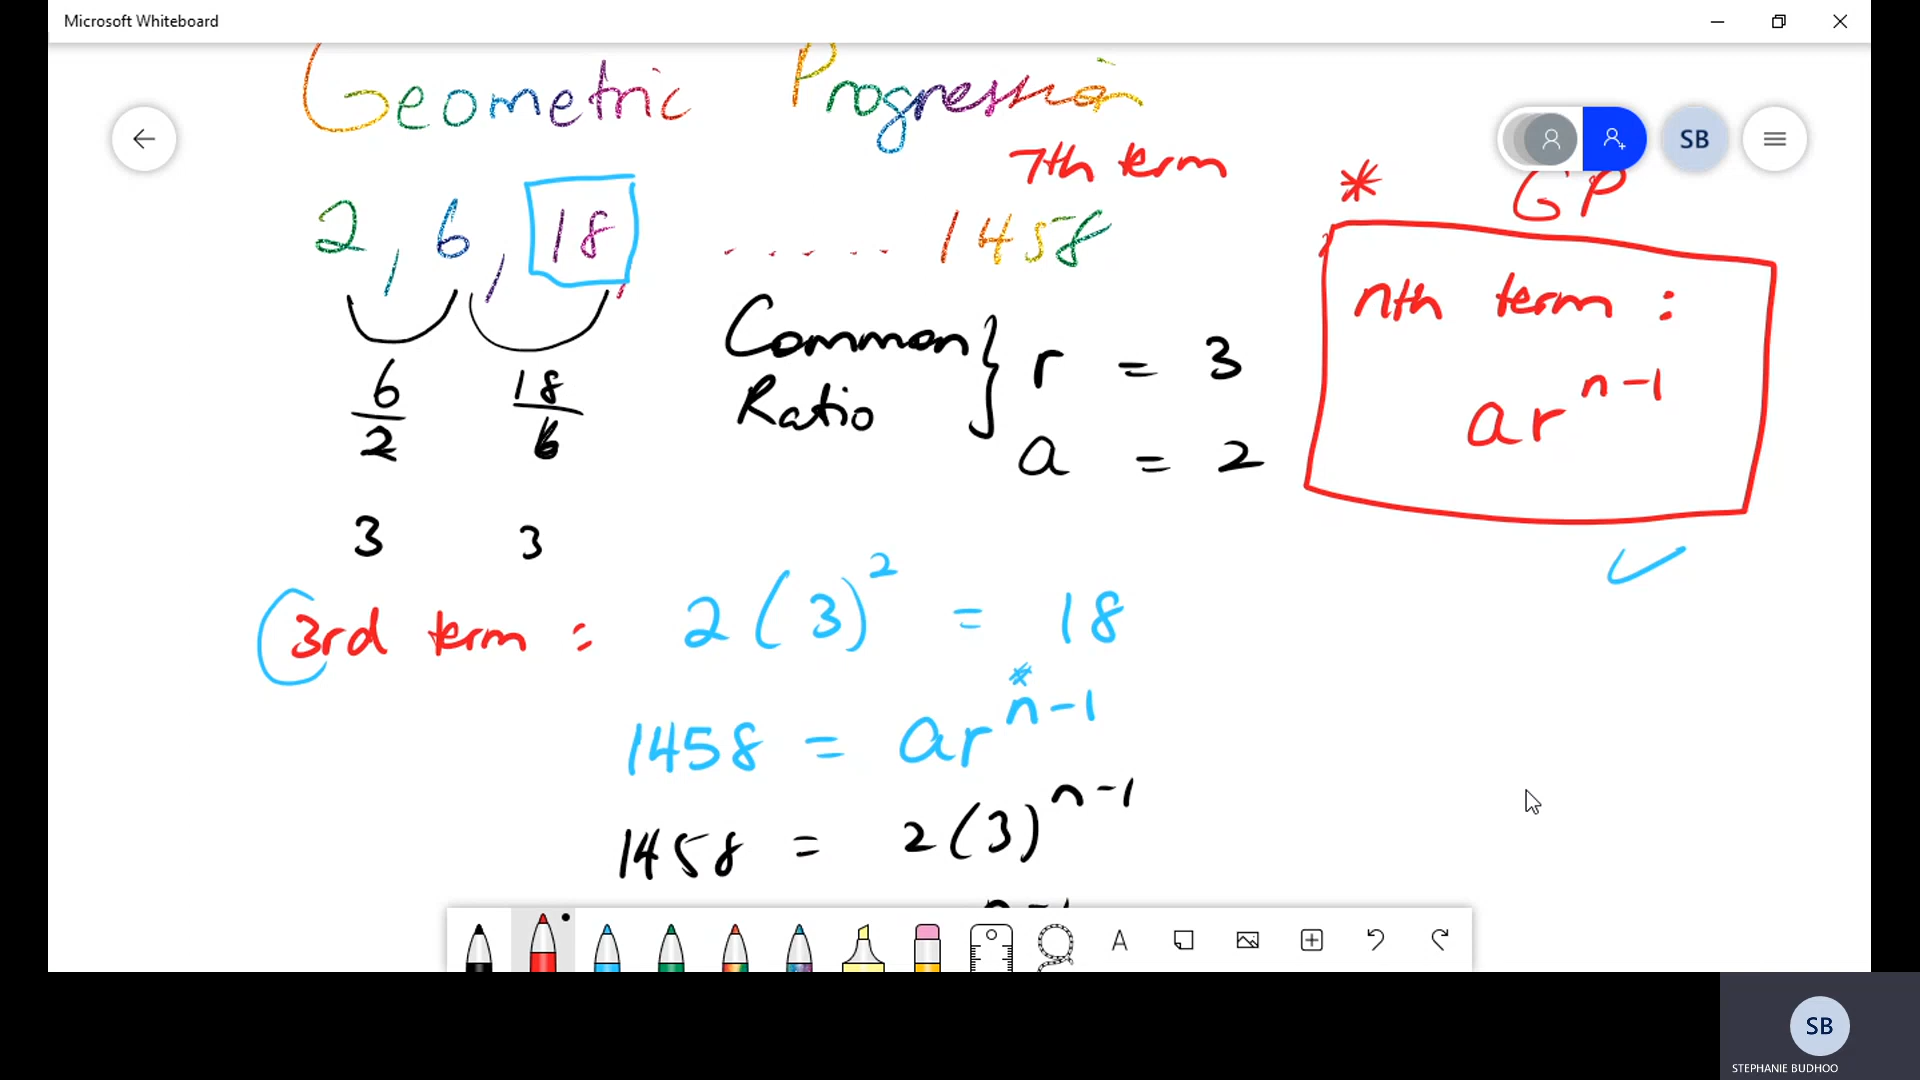 Microsoft Whiteboard
Geometric Progression
7th term
2, 6, 18, ..... 1458
* GP
nth term :
ar^{n-1}
Common Ratio } r = 3
a = 2
6/2 18/6
3 3
3rd term : 2(3)^2 = 18
*
1458 = ar^{n-1}
1458 = 2(3)^{n-1}
n-1
SB
A
SB
STEPHANIE BUDHOO